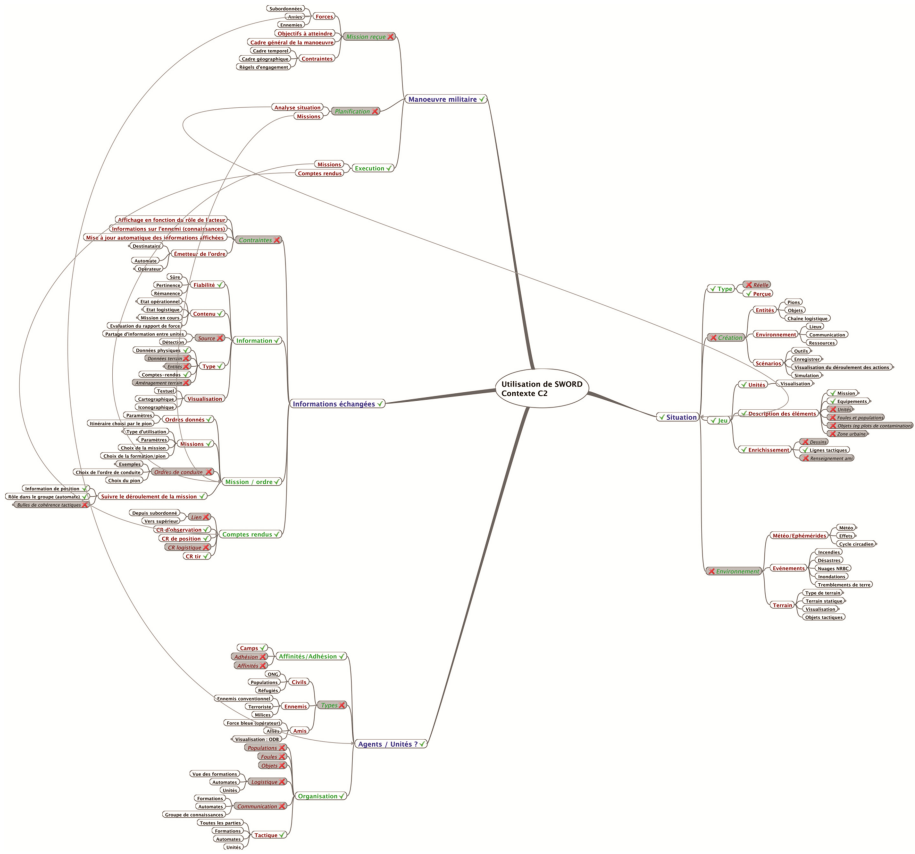 Utilisation de SWORD
Contexte C2
Manoeuvre militaire
Mission reçue
Forces
Subordonnées
Amies
Ennemies
Objectifs à atteindre
Cadre général de la manoeuvre
Contraintes
Cadre temporel
Cadre géographique
Régels d'engagement
Planification
Analyse situation
Missions
Execution
Missions
Comptes rendus
Informations échangées
Contraintes
Affichage en fonction du rôle de l'acteur
Informations sur l'ennemi (connaissances)
Mise à jour automatique des informations affichées
Emetteur de l'ordre
Destinataire
Automate
Opérateur
Information
Fiabilité
Sûre
Pertinence
Rémanence
Contenu
Etat opérationnel
Etat logistique
Mission en cours
Evaluation du rapport de force
Source
Partage d'information entre unités
Détection
Type
Données physiques
Données terrain
Entités
Comptes-rendus
Aménagement terrain
Visualisation
Textuel
Cartographique
Iconographique
Mission / ordre
Ordres donnés
Paramètres
Itinéraire choisi par le pion
Missions
Type d'utilisation
Paramètres
Choix de la mission
Choix de la formation/pion
Ordres de conduite
Exemples
Choix de l'ordre de conduite
Choix du pion
Suivre le déroulement de la mission
Information de position
Rôle dans le groupe (automate)
Bulles de cohérence tactiques
Comptes rendus
Lien
Depuis subordonné
Vers supérieur
CR d'observation
CR de position
CR logistique
CR tir
Agents / Unités ?
Affinités/Adhésion
Camps
Adhésion
Affinités
Types
Civils
ONG
Populations
Réfugiés
Ennemis
Ennemis conventionnel
Terroriste
Milices
Amis
Force bleue (opérateur)
Alliés
Visualisation : ODB
Organisation
Populations
Foules
Objets
Logistique
Vue des formations
Automates
Unités
Communication
Formations
Automates
Groupe de connaissances
Tactique
Toutes les parties
Formations
Automates
Unités
Situation
Type
Réelle
Perçue
Création
Entités
Pions
Objets
Chaîne logistique
Environnement
Lieux
Communication
Ressources
Scénarios
Outils
Enregistrer
Visualisation du déroulement des actions
Simulation
Jeu
Unités
Visualisation
Description des éléments
Mission
Equipements
Unités
Foules et populations
Objets (eg plots de contamination)
Zone urbaine
Enrichissement
Dessins
Lignes tactiques
Renseignement ami
Environnement
Météo/Ephémérides
Météo
Effets
Cycle circadien
Evénements
Incendies
Désastres
Nuages NRBC
Inondations
Tremblements de terre
Terrain
Type de terrain
Terrain statique
Visualisation
Objets tactiques